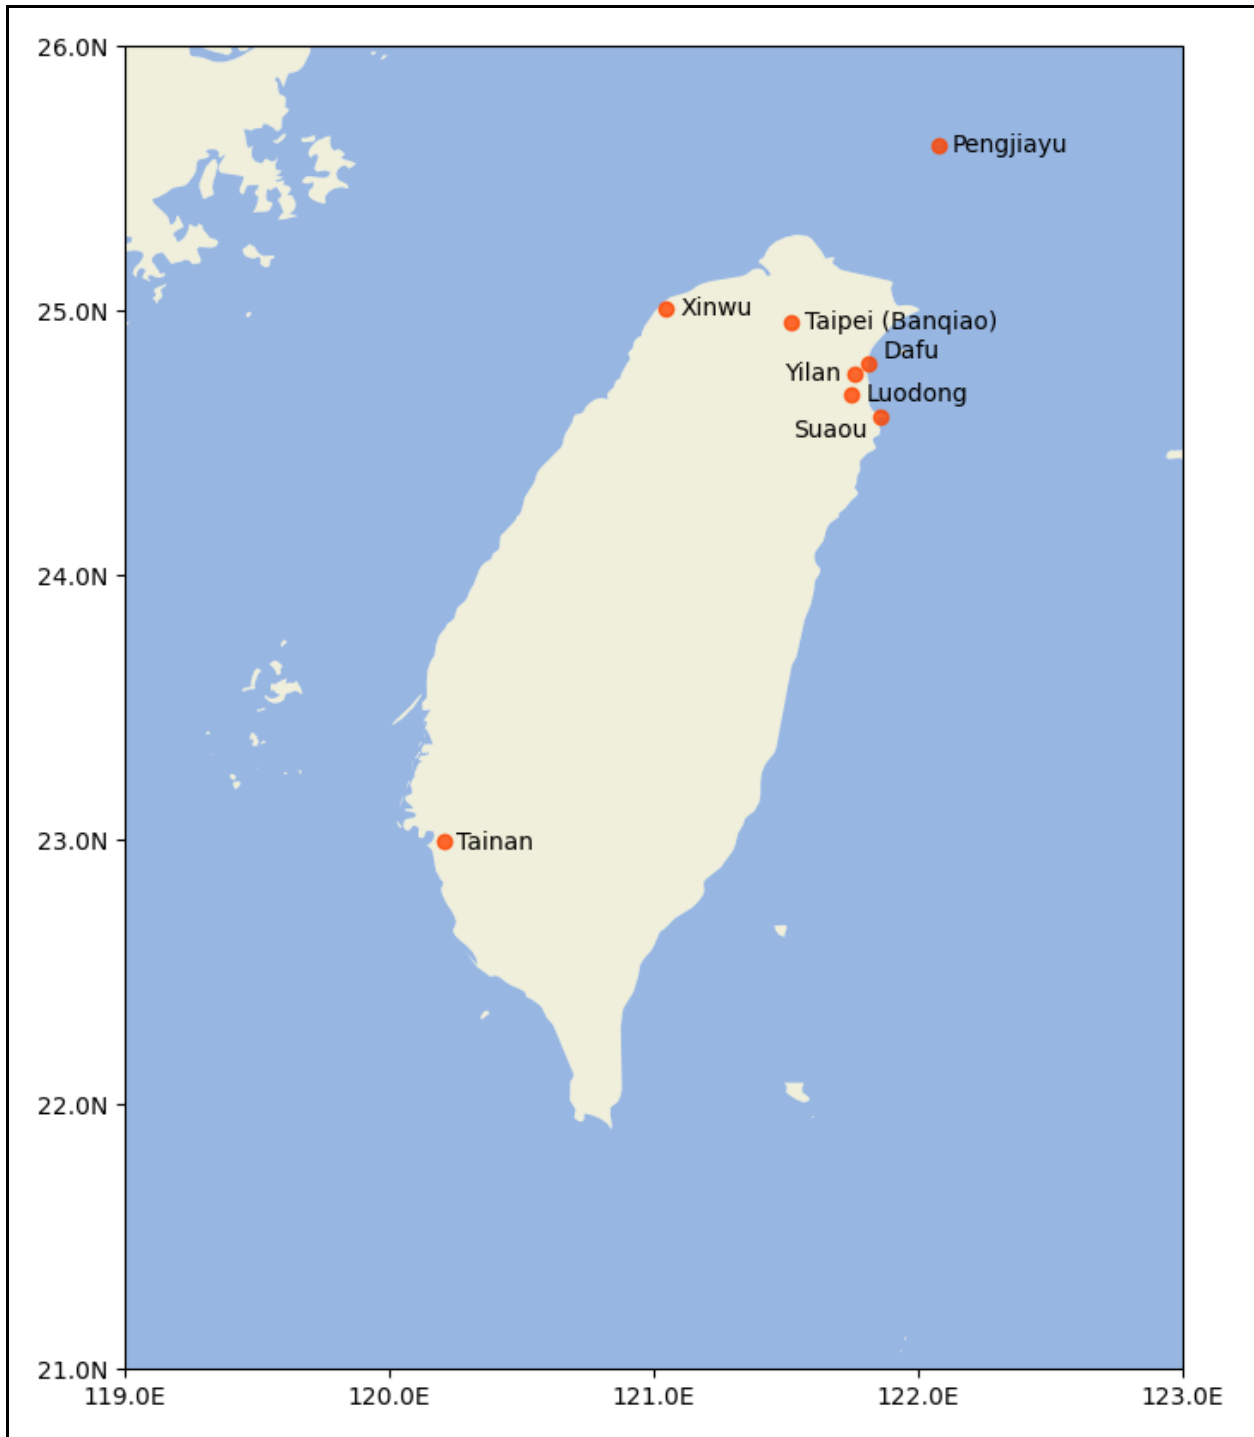 26.0N
Pengjiayu
25.0N
Xinwu
Taipei (Banqiao)
Dafu
Yilan
Luodong
Suaou
24.0N
23.0N
Tainan
22.0N
21.0N
119.0E 120.0E 121.0E 122.0E 123.0E